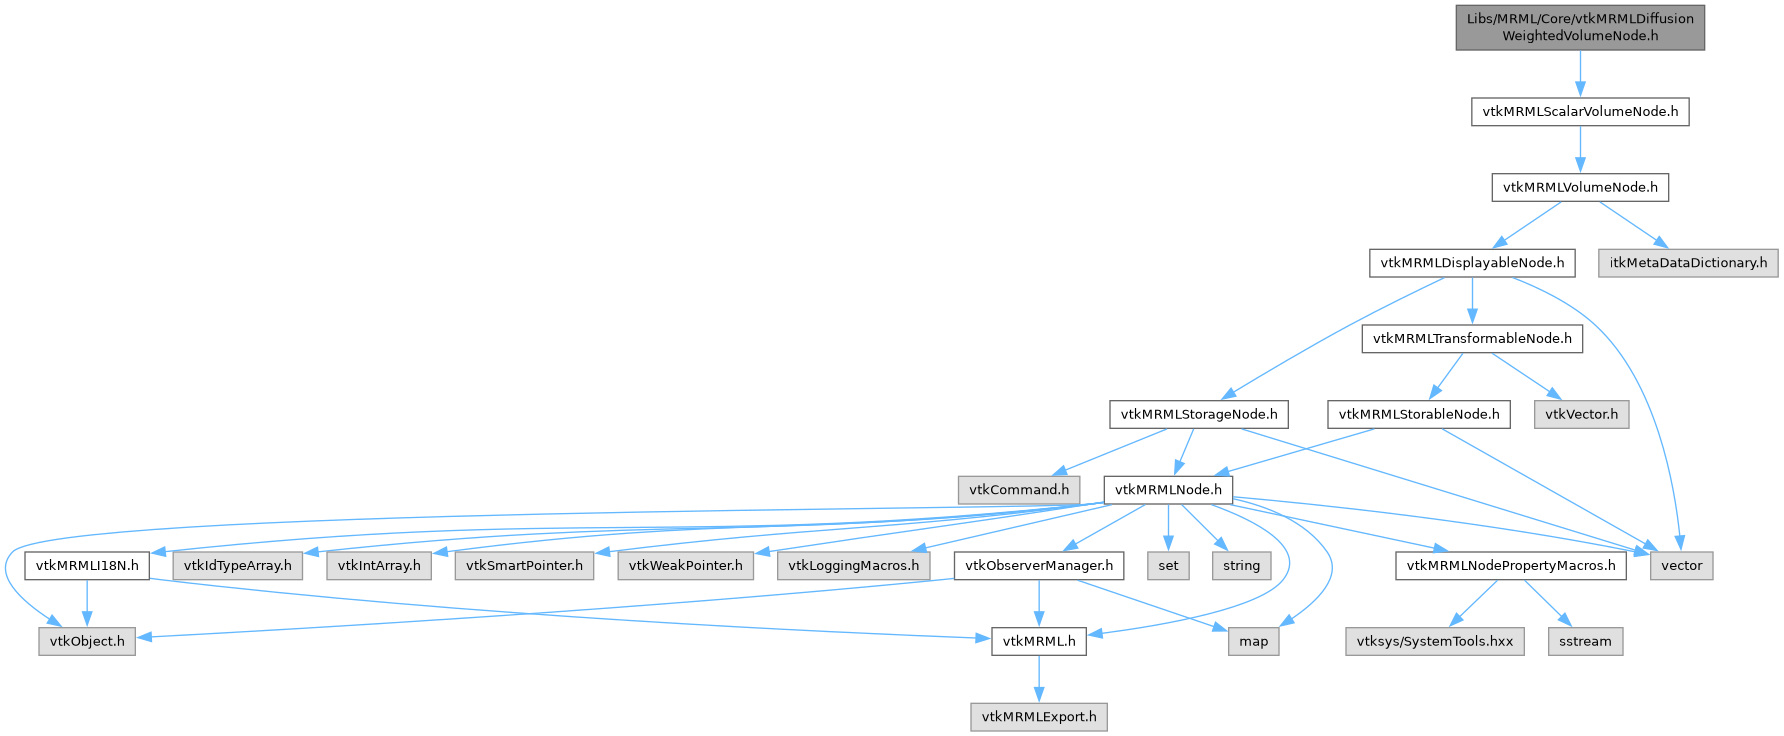 Libs/MRML/Core/vtkMRMLDiffusion
WeightedVolumeNode.h
vtkMRMLScalarVolumeNode.h
vtkMRMLVolumeNode.h
vtkMRMLDisplayableNode.h
itkMetaDataDictionary.h
vtkMRMLTransformableNode.h
vtkMRMLStorageNode.h
vtkMRMLStorableNode.h
vtkVector.h
vtkCommand.h
vtkMRMLNode.h
vtkMRMLI18N.h
vtkIdTypeArray.h
vtkIntArray.h
vtkSmartPointer.h
vtkWeakPointer.h
vtkLoggingMacros.h
vtkObserverManager.h
set
string
vtkMRMLNodePropertyMacros.h
vector
vtkObject.h
vtkMRML.h
map
vtksys/SystemTools.hxx
sstream
vtkMRMLExport.h